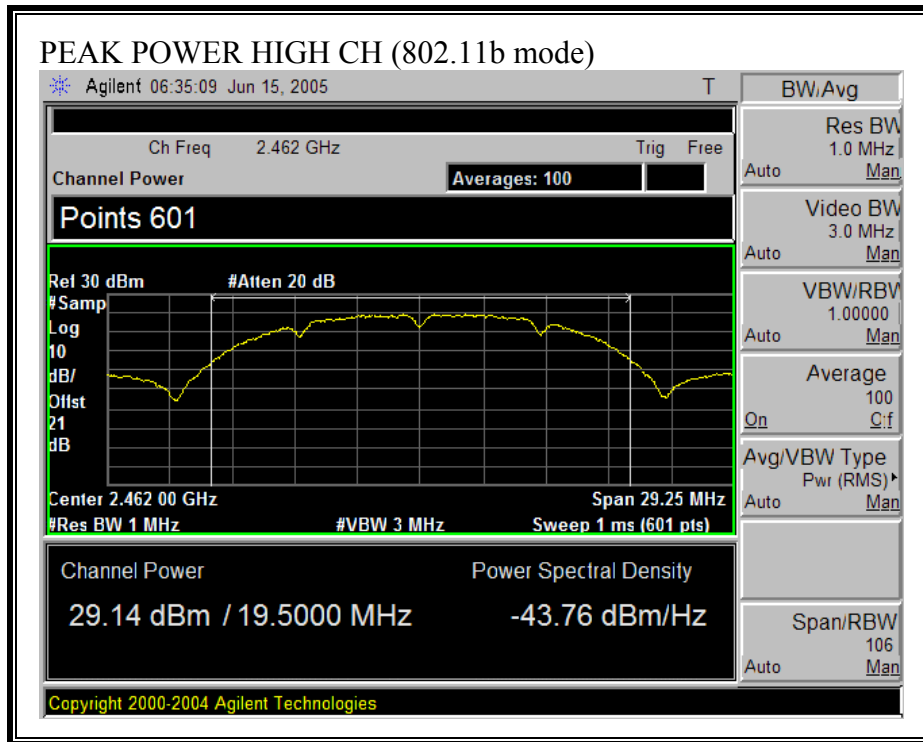 PEAK POWER HIGH CH (802.11b mode)
Agilent 06:35:09 Jun 15, 2005 T
Ch Freq 2.462 GHz Trig Free
Channel Power Averages: 100
Points 601
Ref 30 dBm #Atten 20 dB
#Samp
Log
10
dB/
Offst
21
dB
Center 2.462 00 GHz Span 29.25 MHz
#Res BW 1 MHz #VBW 3 MHz Sweep 1 ms (601 pts)
Channel Power Power Spectral Density
29.14 dBm / 19.5000 MHz -43.76 dBm/Hz
Copyright 2000-2004 Agilent Technologies
BW/Avg
Res BW
1.0 MHz
Auto Man
Video BW
3.0 MHz
Auto Man
VBW/RBW
1.00000
Auto Man
Average
100
On Off
Avg/VBW Type
Pwr (RMS)
Auto Man
Span/RBW
106
Auto Man